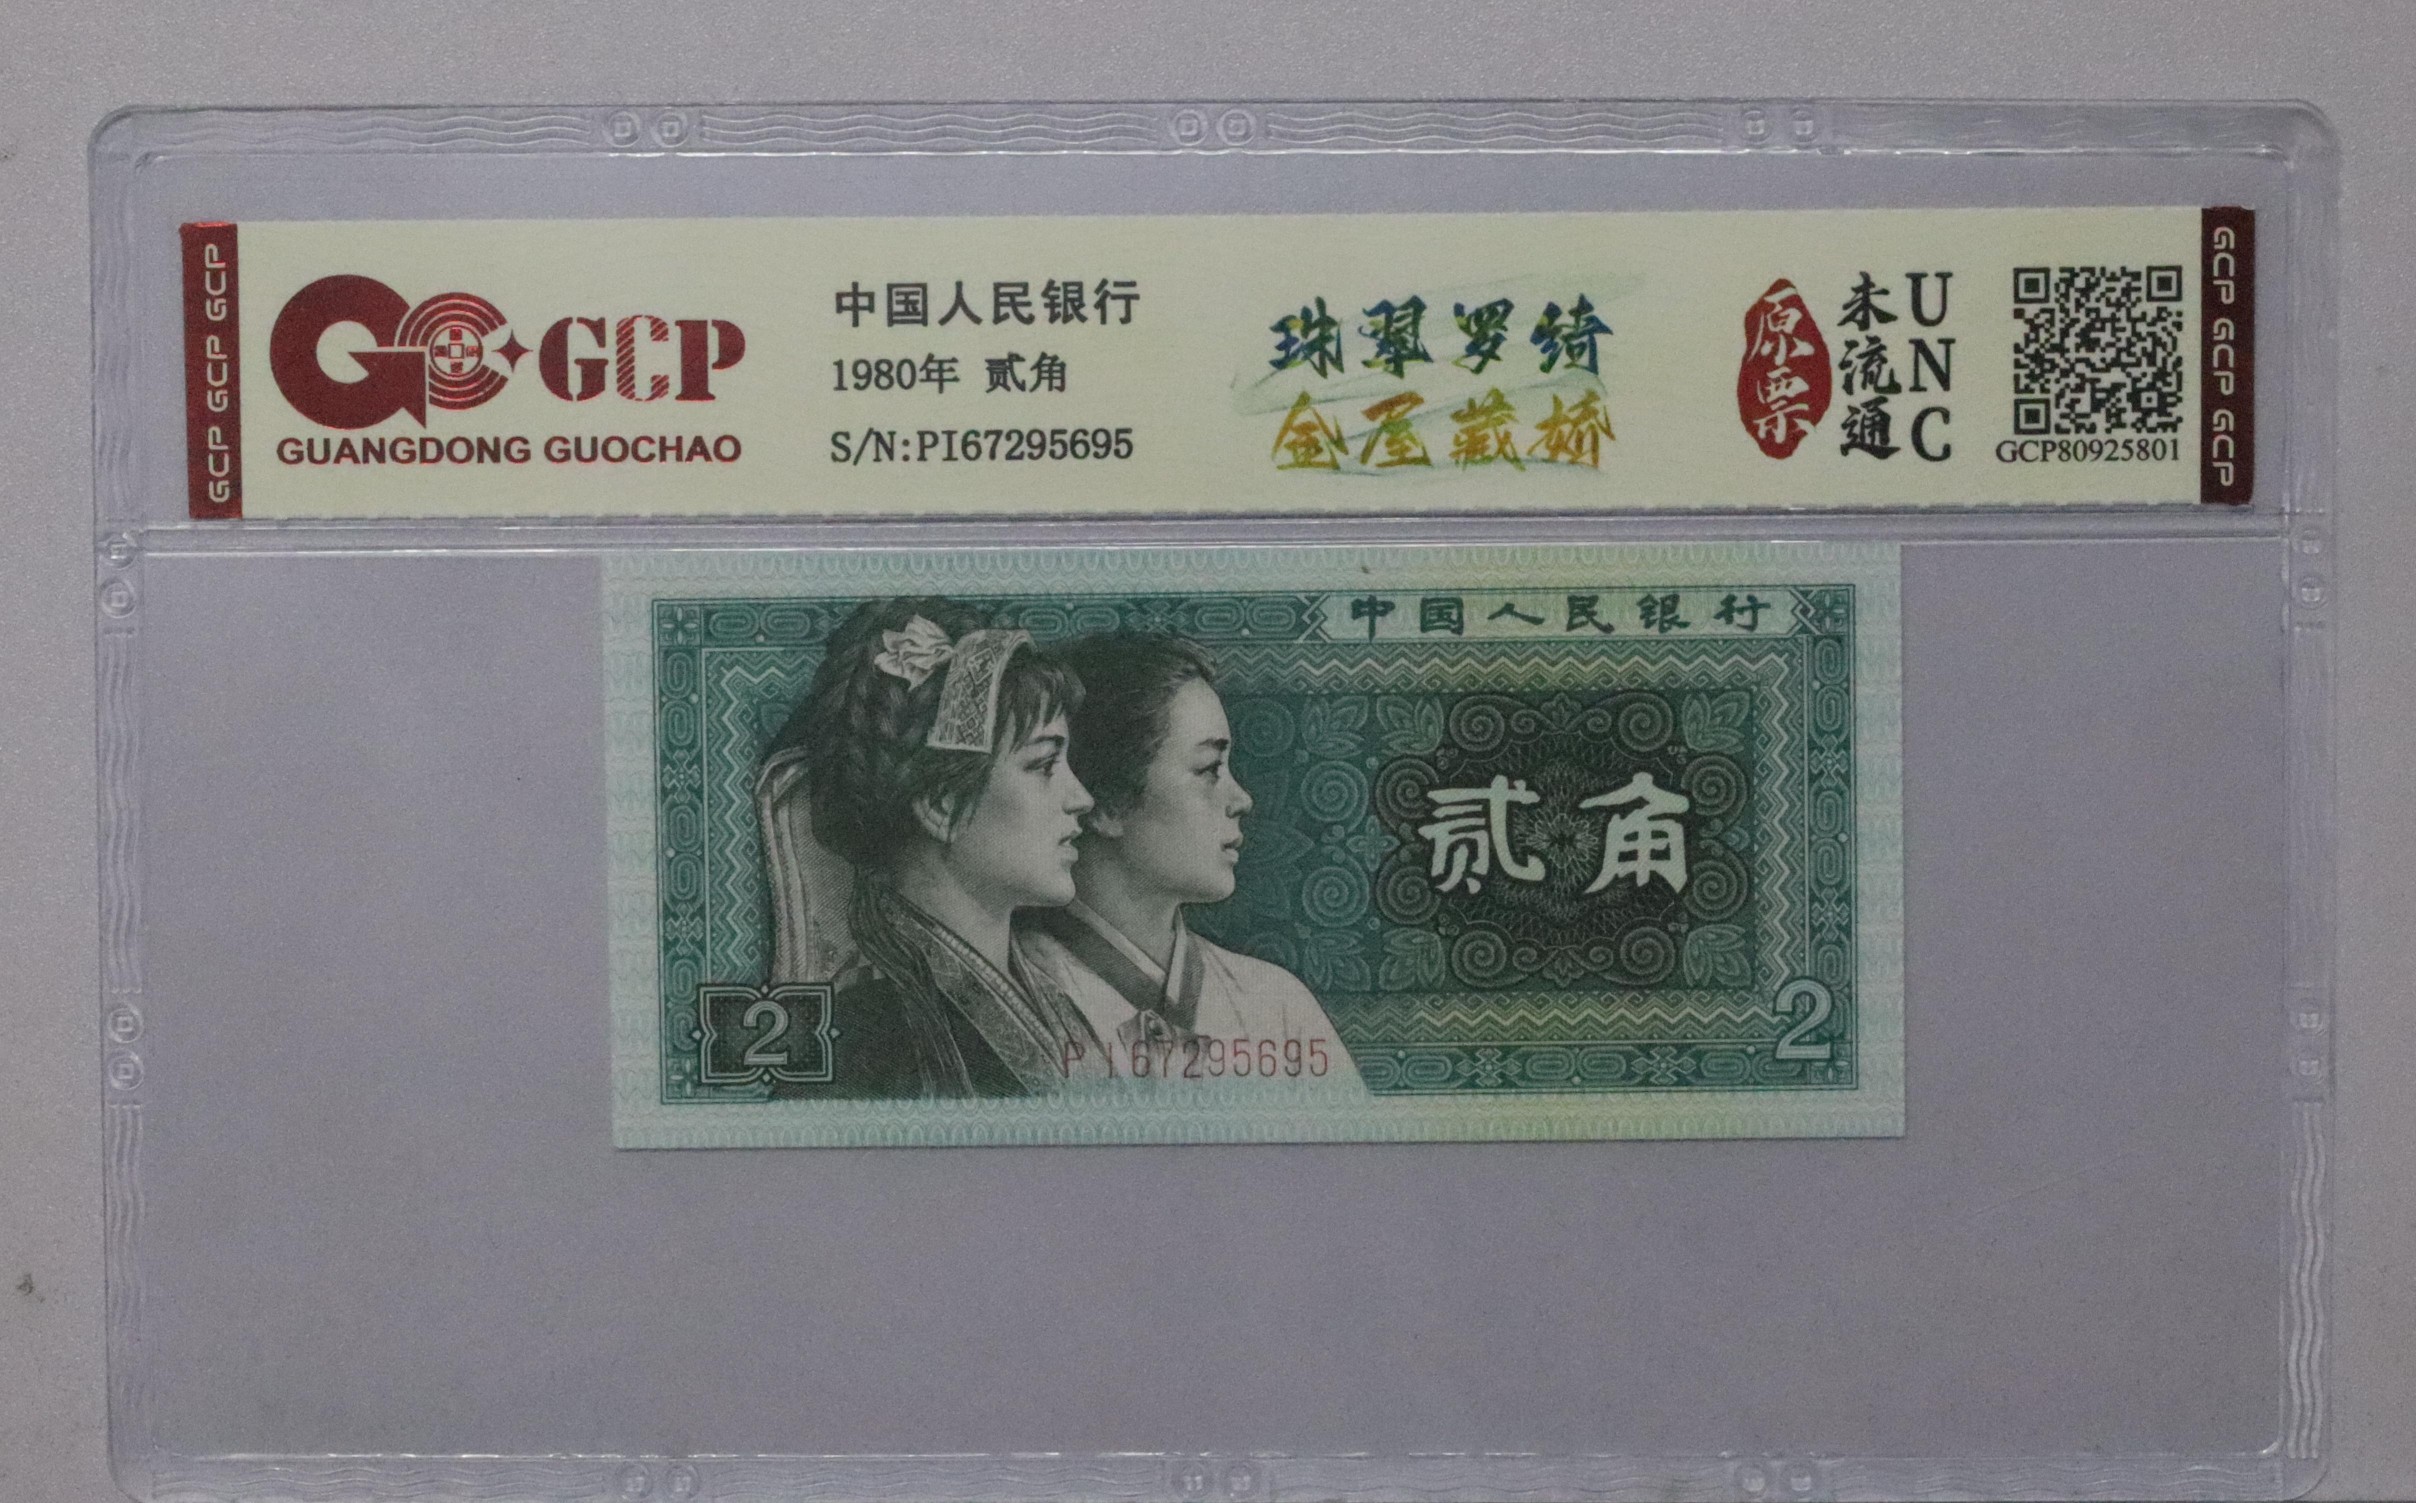 GCP GCP GCP
GCP
GUANGDONG GUOCHAO
中国人民银行
1980年 贰角
S/N:PI67295695
珠翠罗绮
金屋藏娇
原票
未流通
UNC
GCP80925801
GCP GCP GCP
中国人民银行
贰角
2
2
PI67295695